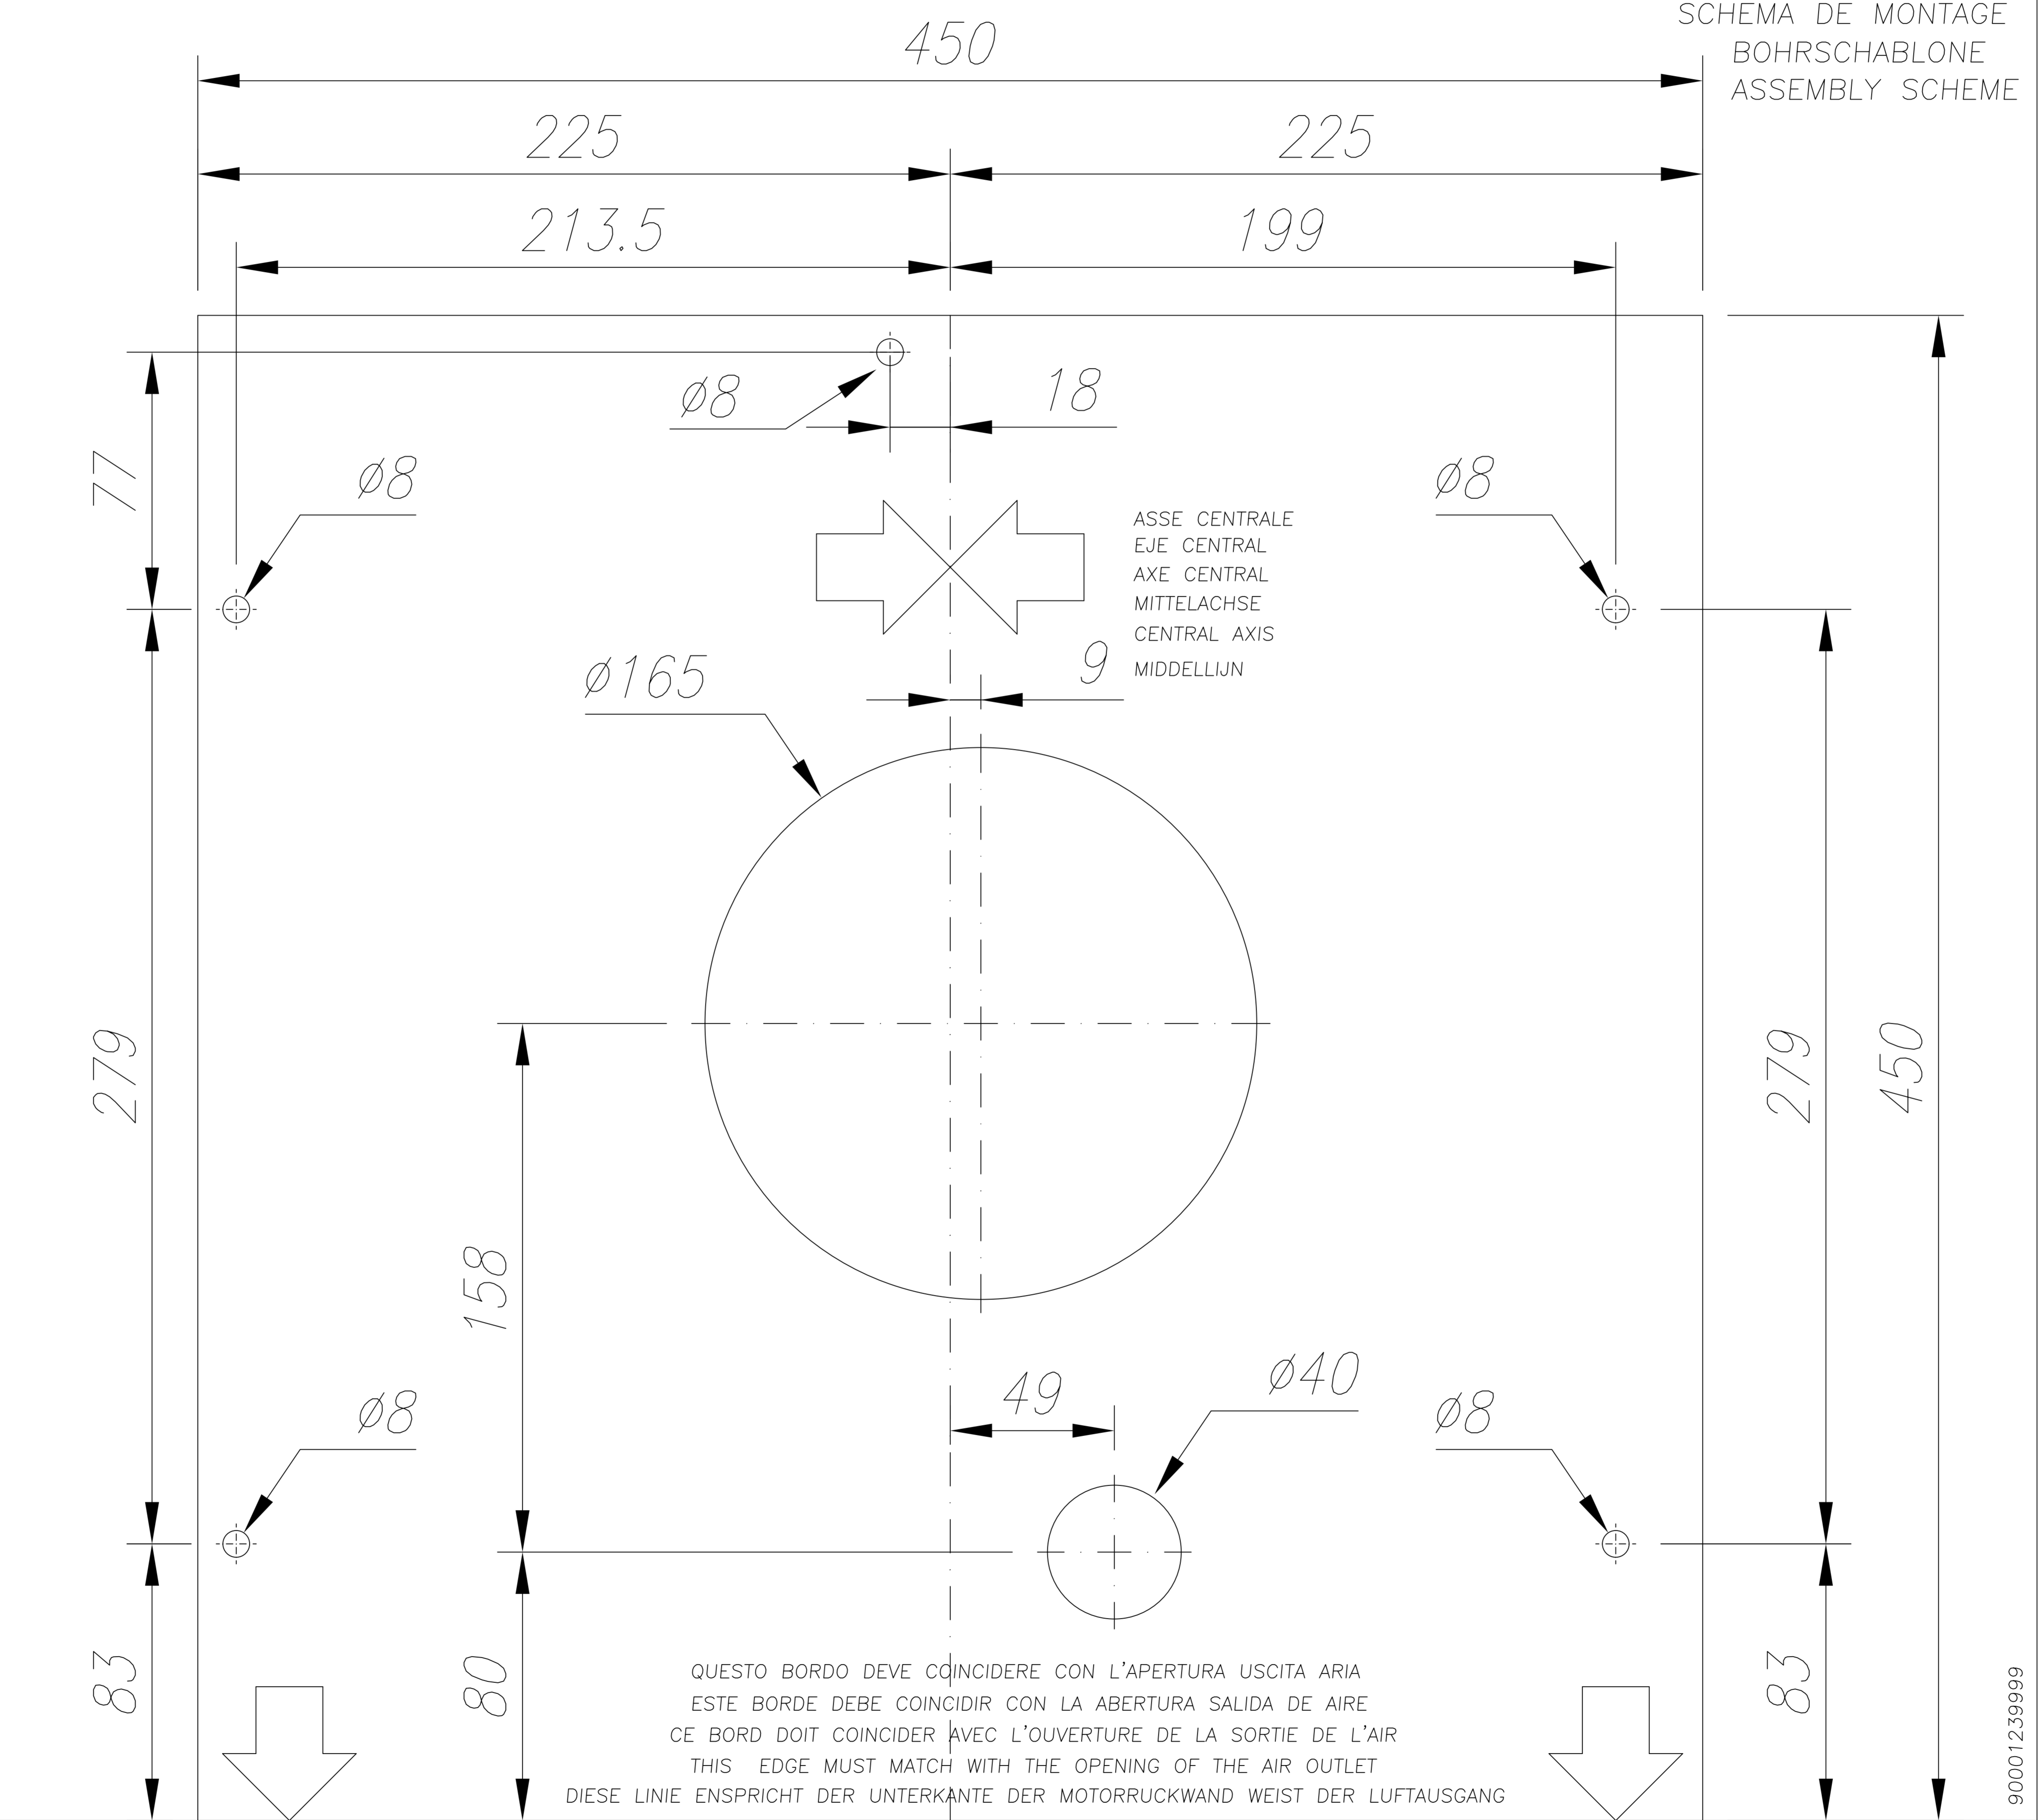 SCHEMA DE MONTAGE
BOHRSCHABLONE
ASSEMBLY SCHEME
450
225
225
213.5
199
ø8
18
77
ø8
ø8
ASSE CENTRALE
EJE CENTRAL
AXE CENTRAL
MITTELACHSE
CENTRAL AXIS
MIDDELLIJN
9
ø165
279
279
450
158
49
ø40
ø8
ø8
83
80
83
QUESTO BORDO DEVE COINCIDERE CON L'APERTURA USCITA ARIA
ESTE BORDE DEBE COINCIDIR CON LA ABERTURA SALIDA DE AIRE
CE BORD DOIT COINCIDER AVEC L'OUVERTURE DE LA SORTIE DE L'AIR
THIS EDGE MUST MATCH WITH THE OPENING OF THE AIR OUTLET
DIESE LINIE ENSPRICHT DER UNTERKANTE DER MOTORRUCKWAND WEIST DER LUFTAUSGANG
90001239999